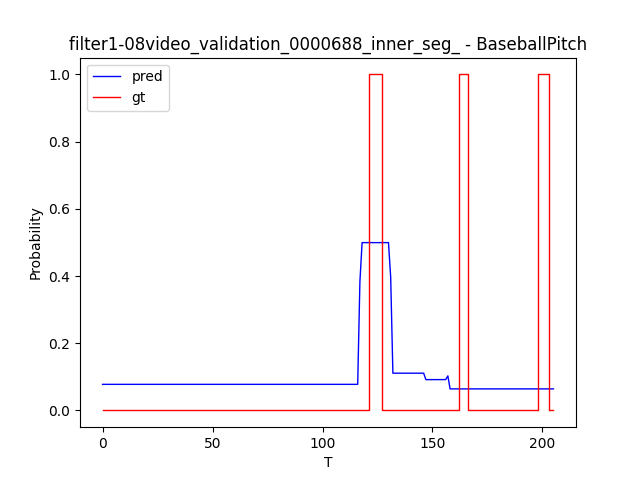 filter1-08video_validation_0000688_inner_seg_ - BaseballPitch
pred
gt
1.0
0.8
0.6
0.4
0.2
0.0
Probability
0
50
100
150
200
T